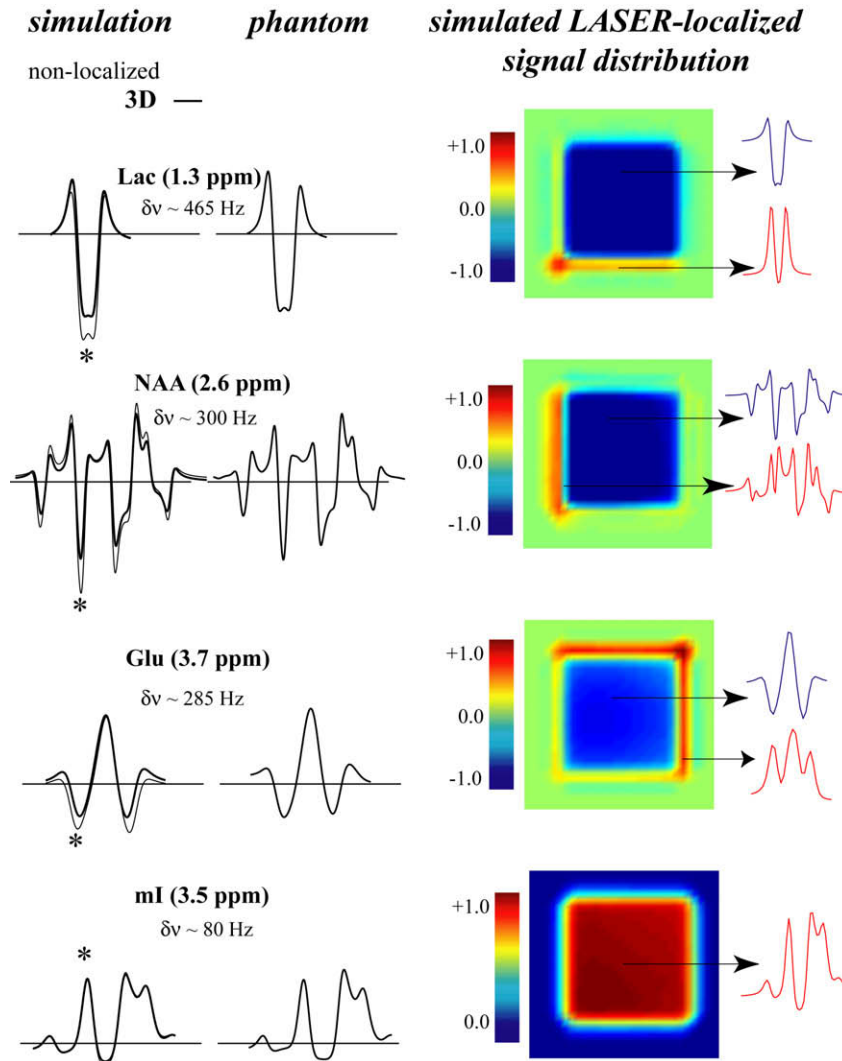 simulation
phantom
simulated LASER-localized
signal distribution
non-localized
3D
Lac (1.3 ppm)
δν ~ 465 Hz
+1.0
0.0
-1.0
*
NAA (2.6 ppm)
δν ~ 300 Hz
+1.0
0.0
-1.0
*
Glu (3.7 ppm)
δν ~ 285 Hz
+1.0
0.0
-1.0
*
mI (3.5 ppm)
δν ~ 80 Hz
*
+1.0
0.0